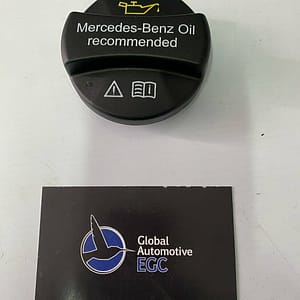 Mercedes-Benz Oil
recommended
Global
Automotive
EGC